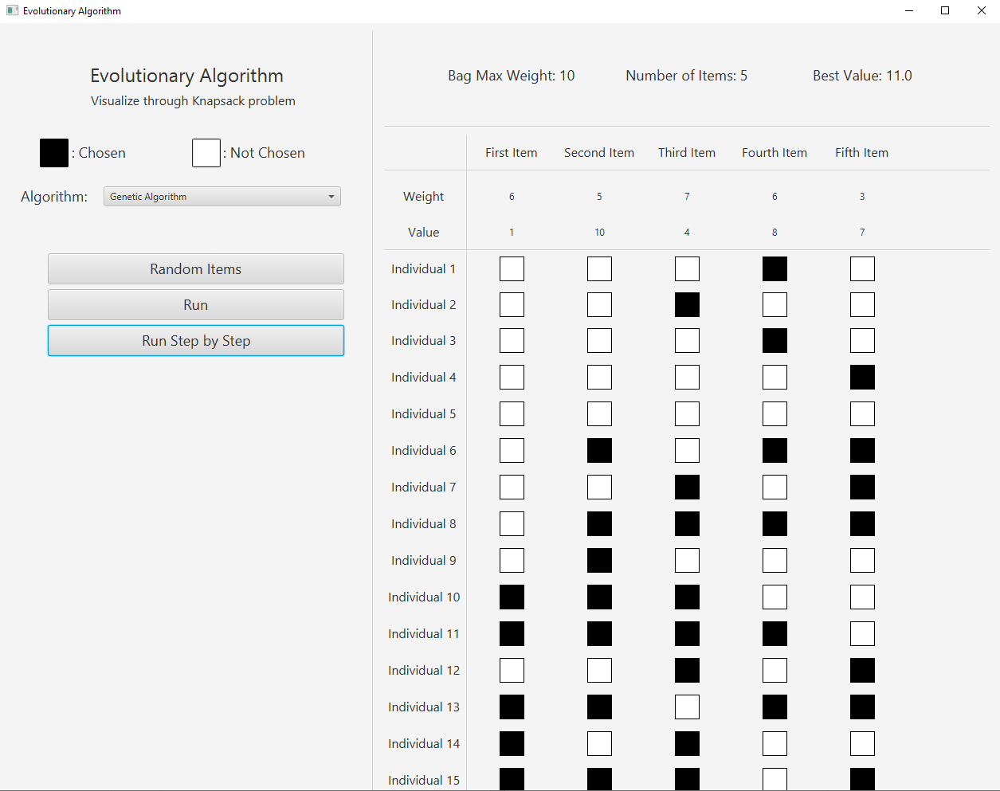 Evolutionary Algorithm
Evolutionary Algorithm
Visualize through Knapsack problem
: Chosen
: Not Chosen
Algorithm: Genetic Algorithm
Random Items
Run
Run Step by Step
Bag Max Weight: 10 Number of Items: 5 Best Value: 11.0
First Item Second Item Third Item Fourth Item Fifth Item
Weight 6 5 7 6 3
Value 1 10 4 8 7
Individual 1
Individual 2
Individual 3
Individual 4
Individual 5
Individual 6
Individual 7
Individual 8
Individual 9
Individual 10
Individual 11
Individual 12
Individual 13
Individual 14
Individual 15